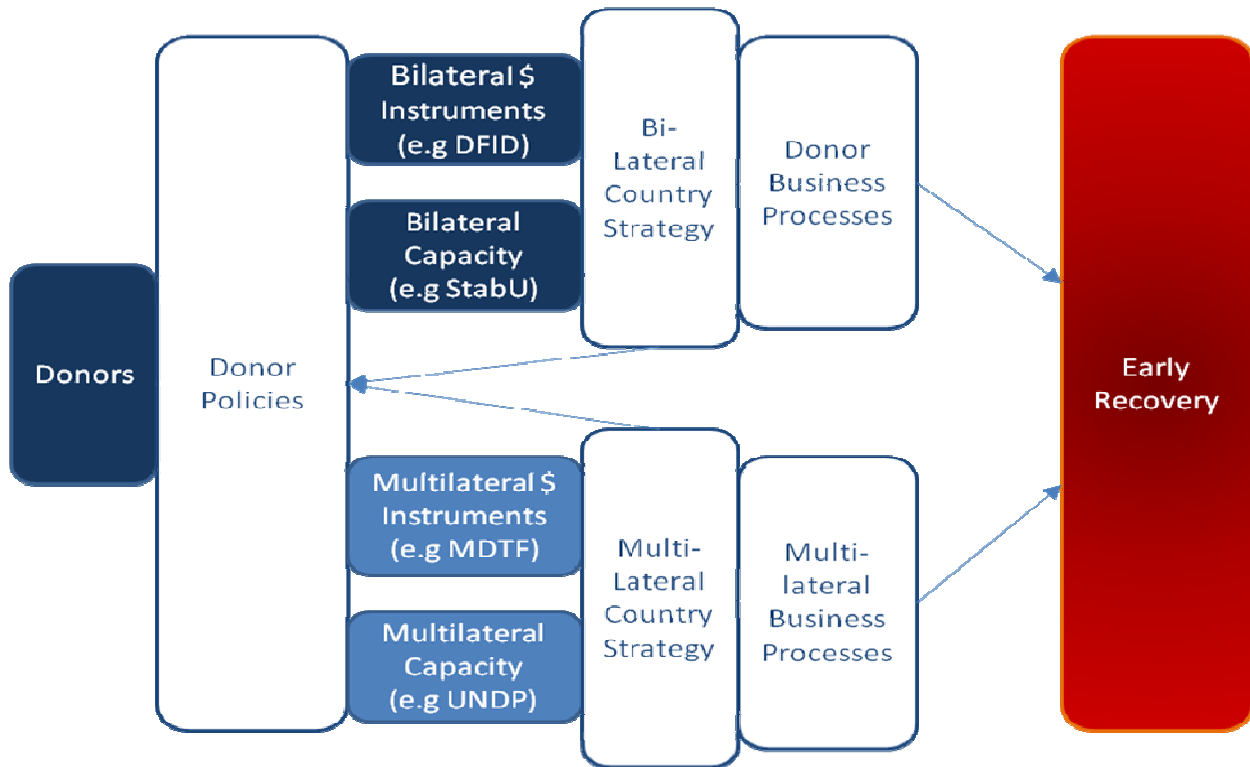 Donors
Donor
Policies
Bilateral $
Instruments
(e.g DFID)
Bilateral
Capacity
(e.g StabU)
Bi-
Lateral
Country
Strategy
Donor
Business
Processes
Multilateral $
Instruments
(e.g MDTF)
Multilateral
Capacity
(e.g UNDP)
Multi-
Lateral
Country
Strategy
Multi-
lateral
Business
Processes
Early
Recovery